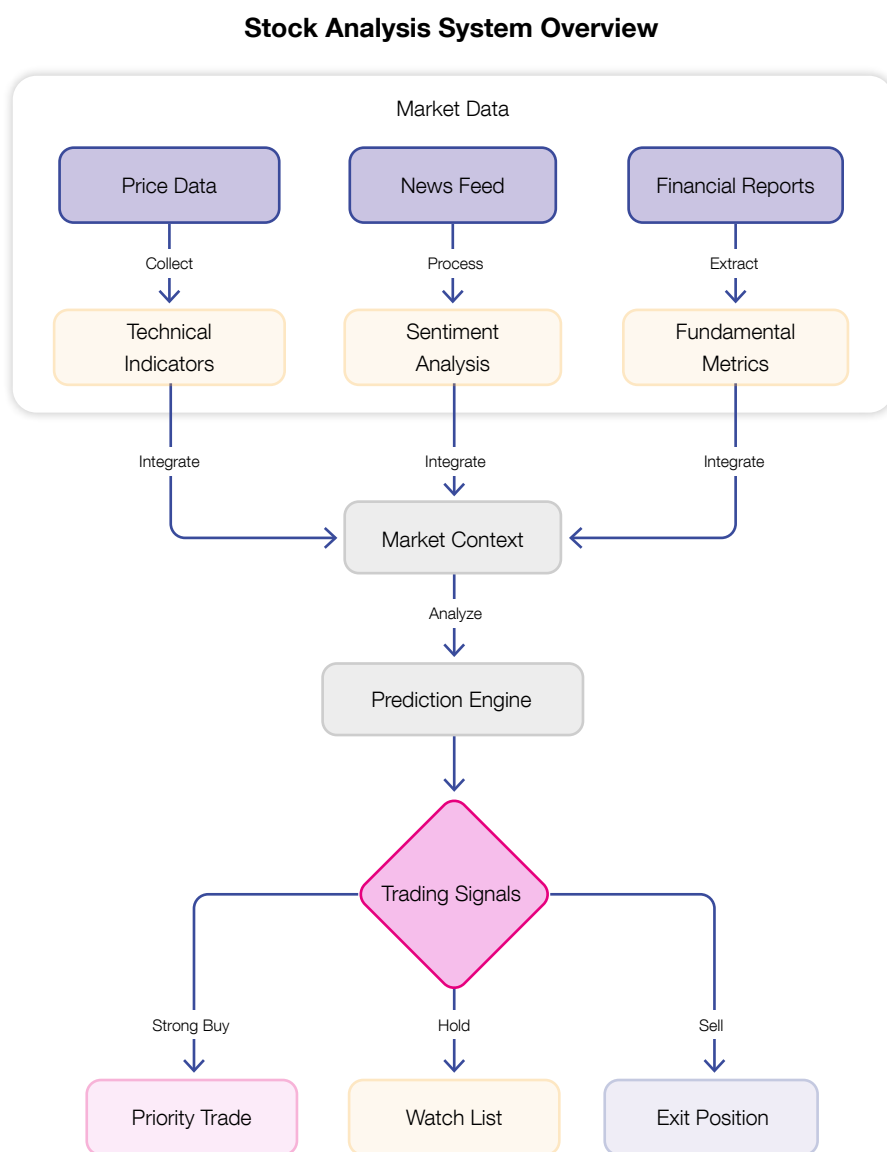 Stock Analysis System Overview
Market Data
Price Data
News Feed
Financial Reports
Collect
Process
Extract
Technical
Indicators
Sentiment
Analysis
Fundamental
Metrics
Integrate
Integrate
Integrate
Market Context
Analyze
Prediction Engine
Trading Signals
Strong Buy
Hold
Sell
Priority Trade
Watch List
Exit Position